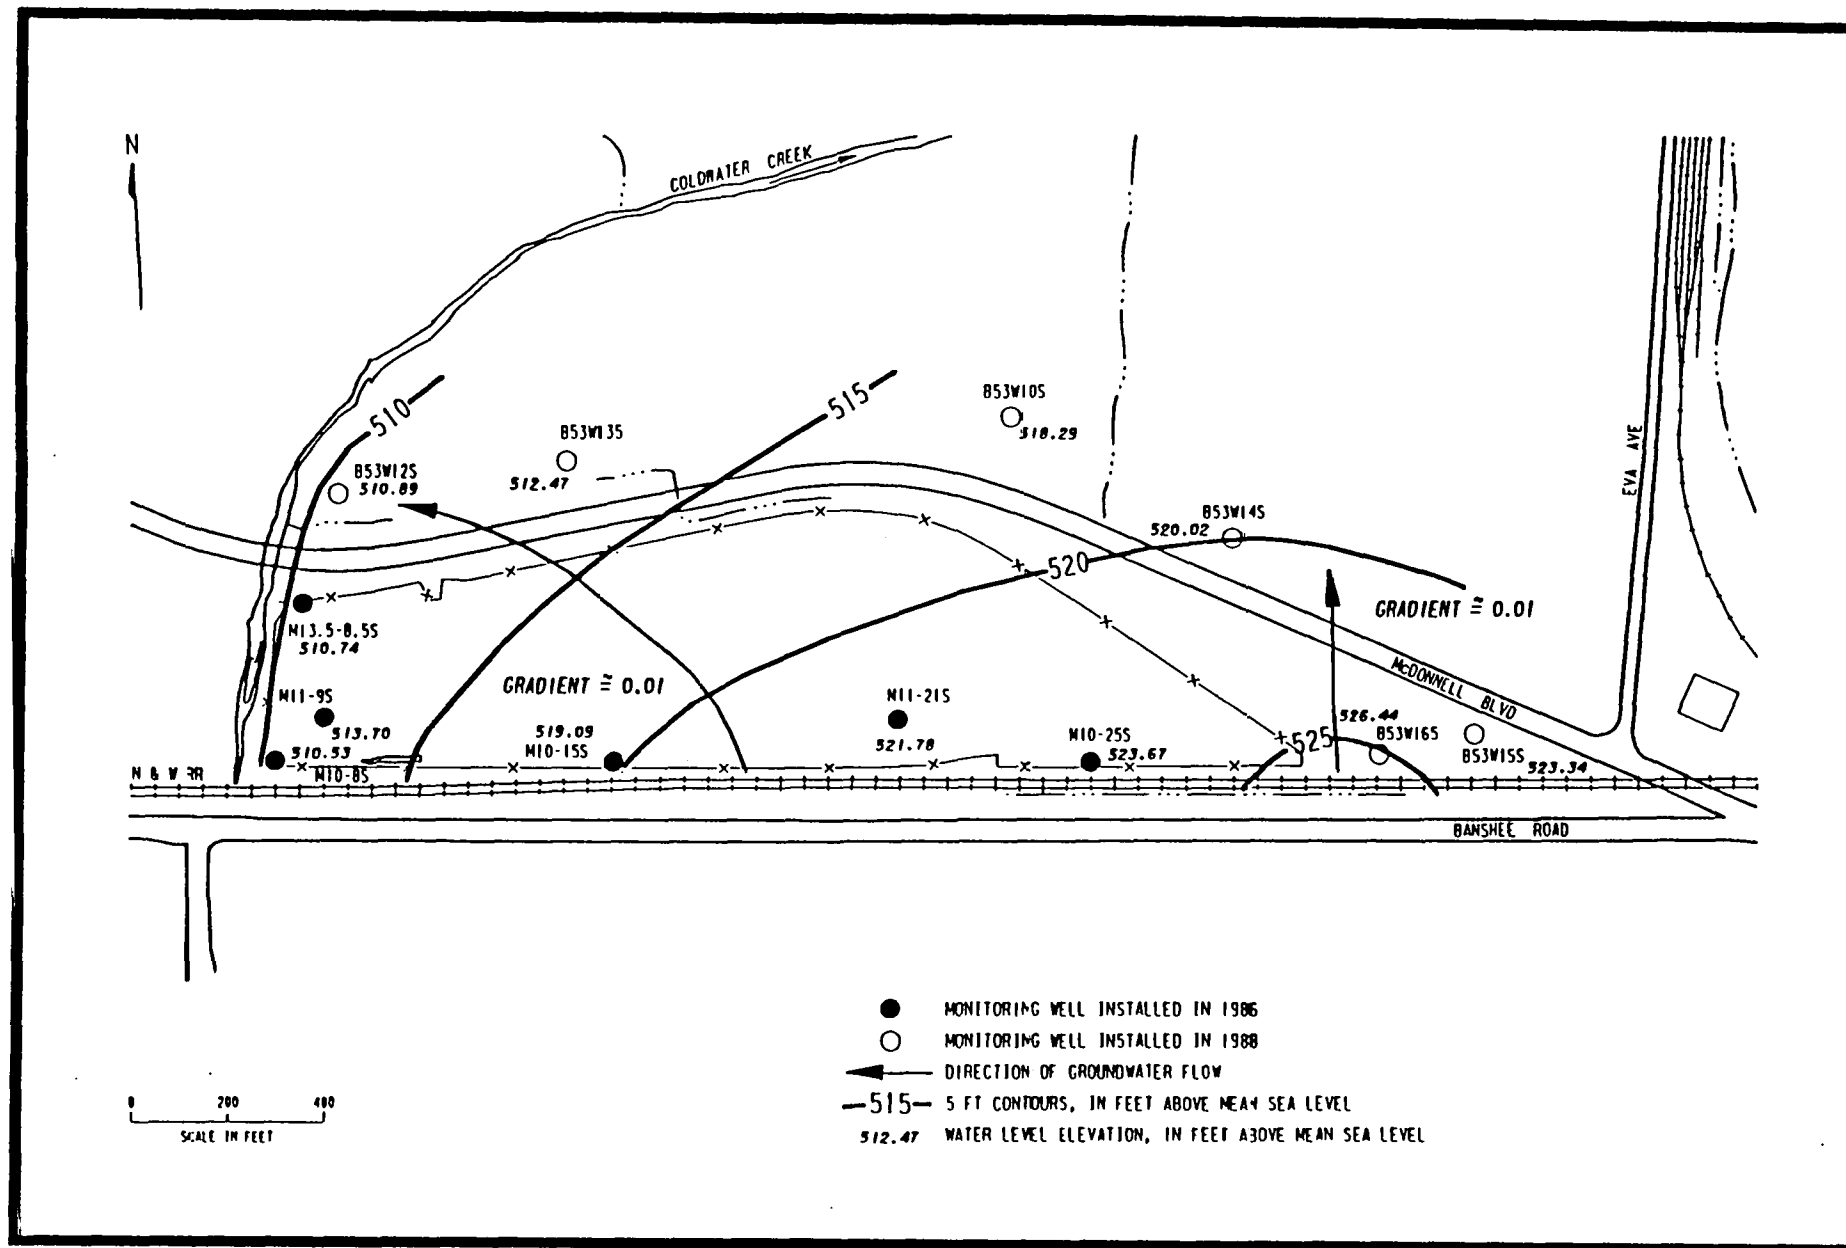 N
COLDWATER CREEK
510
515
B53W10S
518.29
B53W13S
512.47
B53W12S
510.89
EVA AVE
B53W14S
520.02
520
GRADIENT ≅ 0.01
M13.5-8.5S
510.74
GRADIENT ≅ 0.01
McDONNELL BLVD
M11-9S
513.70
M11-21S
521.78
519.09
M10-15S
M10-25S
523.67
526.44
525
B53W16S
B53W15S
523.34
510.53
M10-8S
N & W RR
BANSHEE ROAD
MONITORING WELL INSTALLED IN 1986
MONITORING WELL INSTALLED IN 1988
DIRECTION OF GROUNDWATER FLOW
515 5 FT CONTOURS, IN FEET ABOVE MEAN SEA LEVEL
512.47 WATER LEVEL ELEVATION, IN FEET ABOVE MEAN SEA LEVEL
0 200 400
SCALE IN FEET